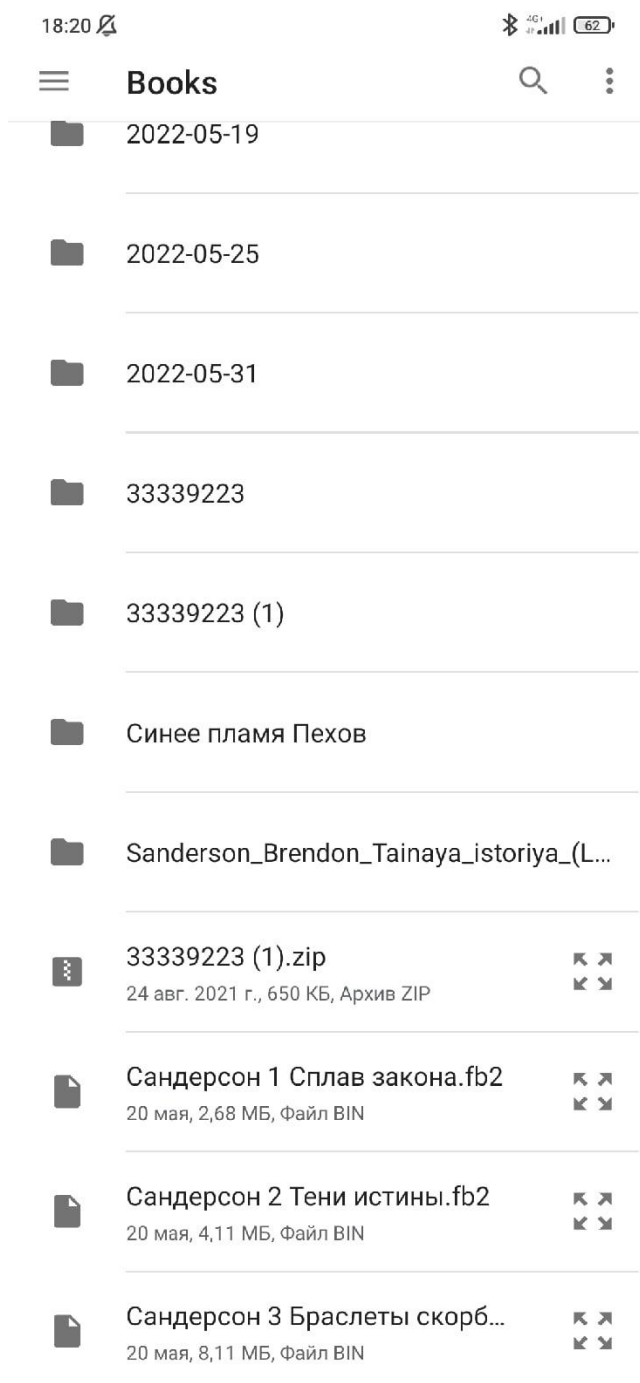 18:20
4G+
62
Books
2022-05-19
2022-05-25
2022-05-31
33339223
33339223 (1)
Синее пламя Пехов
Sanderson_Brendon_Tainaya_istoriya_(L...
33339223 (1).zip
24 авг. 2021 г., 650 КБ, Архив ZIP
Сандерсон 1 Сплав закона.fb2
20 мая, 2,68 МБ, Файл BIN
Сандерсон 2 Тени истины.fb2
20 мая, 4,11 МБ, Файл BIN
Сандерсон 3 Браслеты скорб...
20 мая, 8,11 МБ, Файл BIN